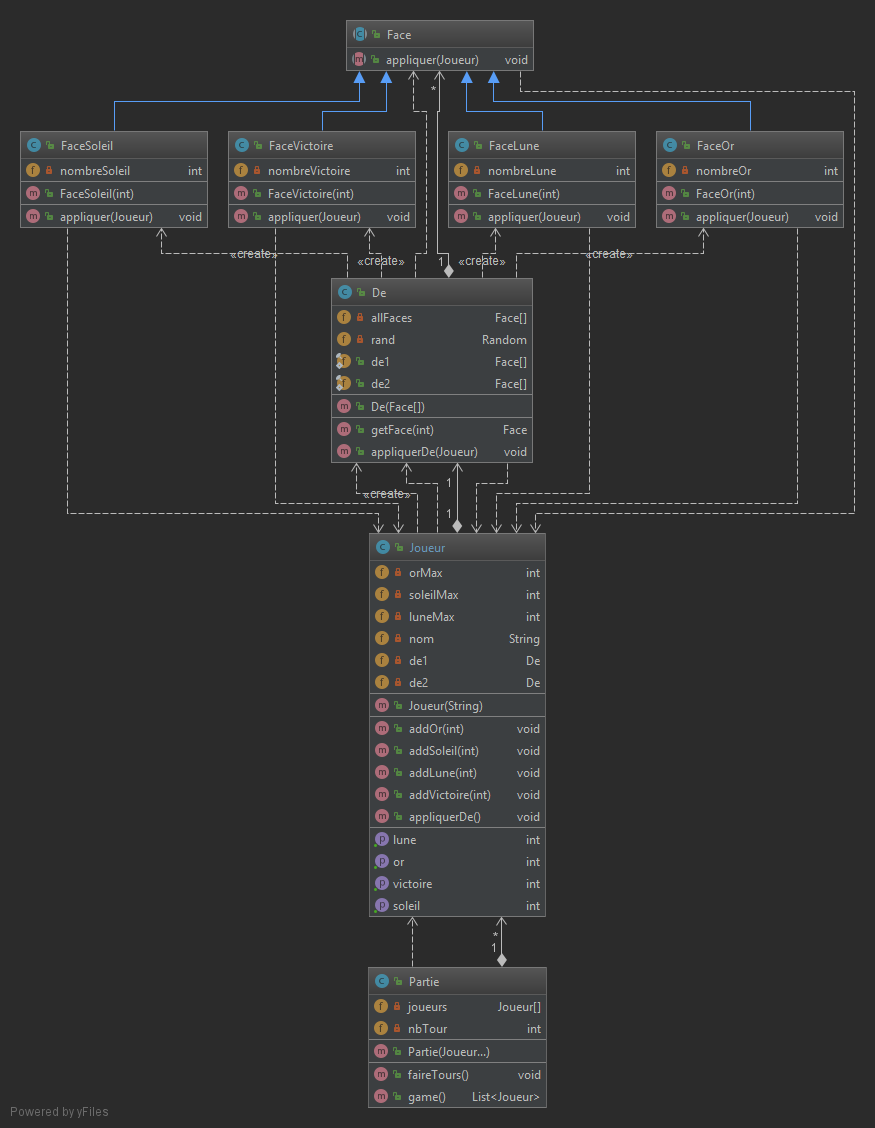 Face
appliquer(Joueur) void
*
FaceSoleil
nombreSoleil int
FaceSoleil(int)
appliquer(Joueur) void
FaceVictoire
nombreVictoire int
FaceVictoire(int)
appliquer(Joueur) void
FaceLune
nombreLune int
FaceLune(int)
appliquer(Joueur) void
FaceOr
nombreOr int
FaceOr(int)
appliquer(Joueur) void
«create»
«create»
1
«create»
«create»
De
allFaces Face[]
rand Random
de1 Face[]
de2 Face[]
De(Face[])
getFace(int) Face
appliquerDe(Joueur) void
1
«create»
1
Joueur
orMax int
soleilMax int
luneMax int
nom String
de1 De
de2 De
Joueur(String)
addOr(int) void
addSoleil(int) void
addLune(int) void
addVictoire(int) void
appliquerDe() void
lune int
or int
victoire int
soleil int
*
1
Partie
joueurs Joueur[]
nbTour int
Partie(Joueur...)
faireTours() void
game() List<Joueur>
Powered by yFiles